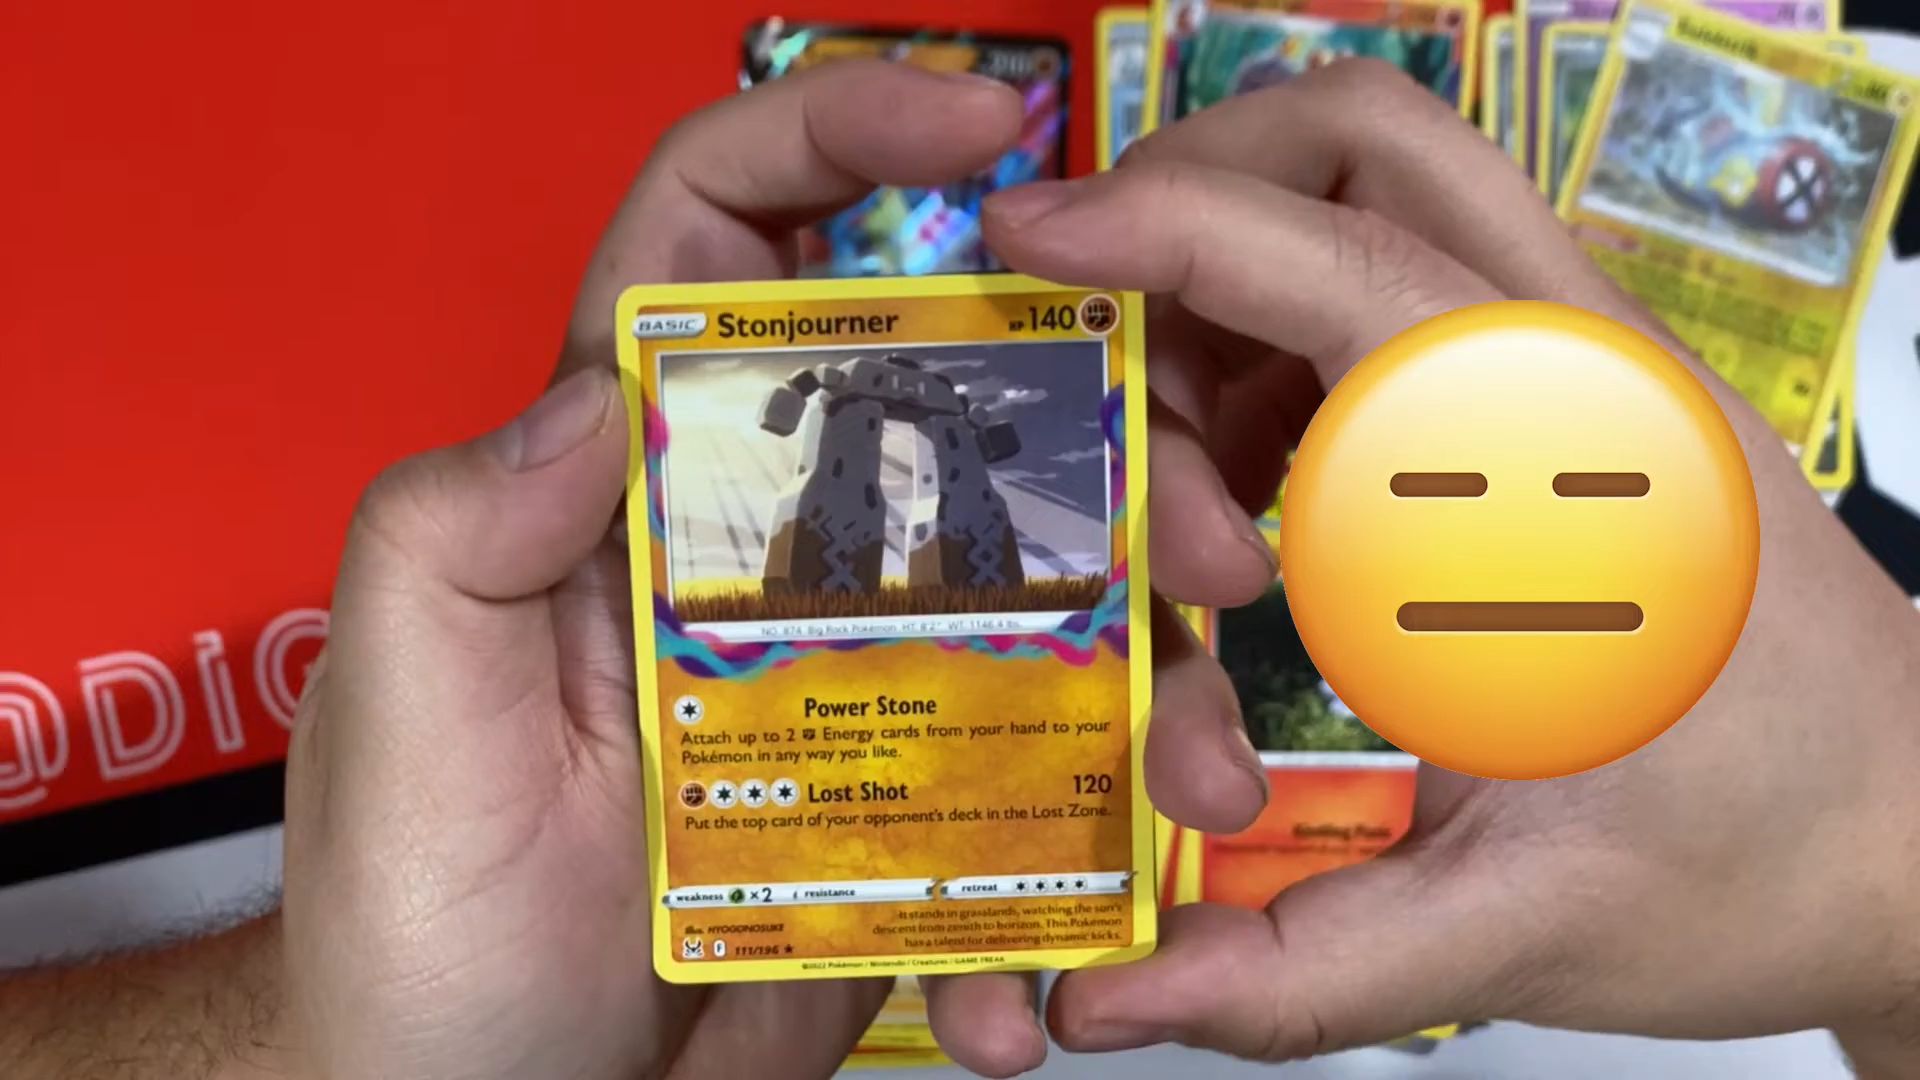 BASIC Stonjourner HP 140
NO. 874 Big Rock Pokémon HT: 8'2" WT: 1146.4 lbs.
Power Stone
Attach up to 2 Energy cards from your hand to your
Pokémon in any way you like.
Lost Shot 120
Put the top card of your opponent's deck in the Lost Zone.
weakness ×2 resistance retreat
It stands in grasslands, watching the sun's
descent from zenith to horizon. This Pokémon
has a talent for delivering dynamic kicks.
Illus. HYOGONOSUKE
F 111/196 ★
©2022 Pokémon / Nintendo / Creatures / GAME FREAK
@DIG